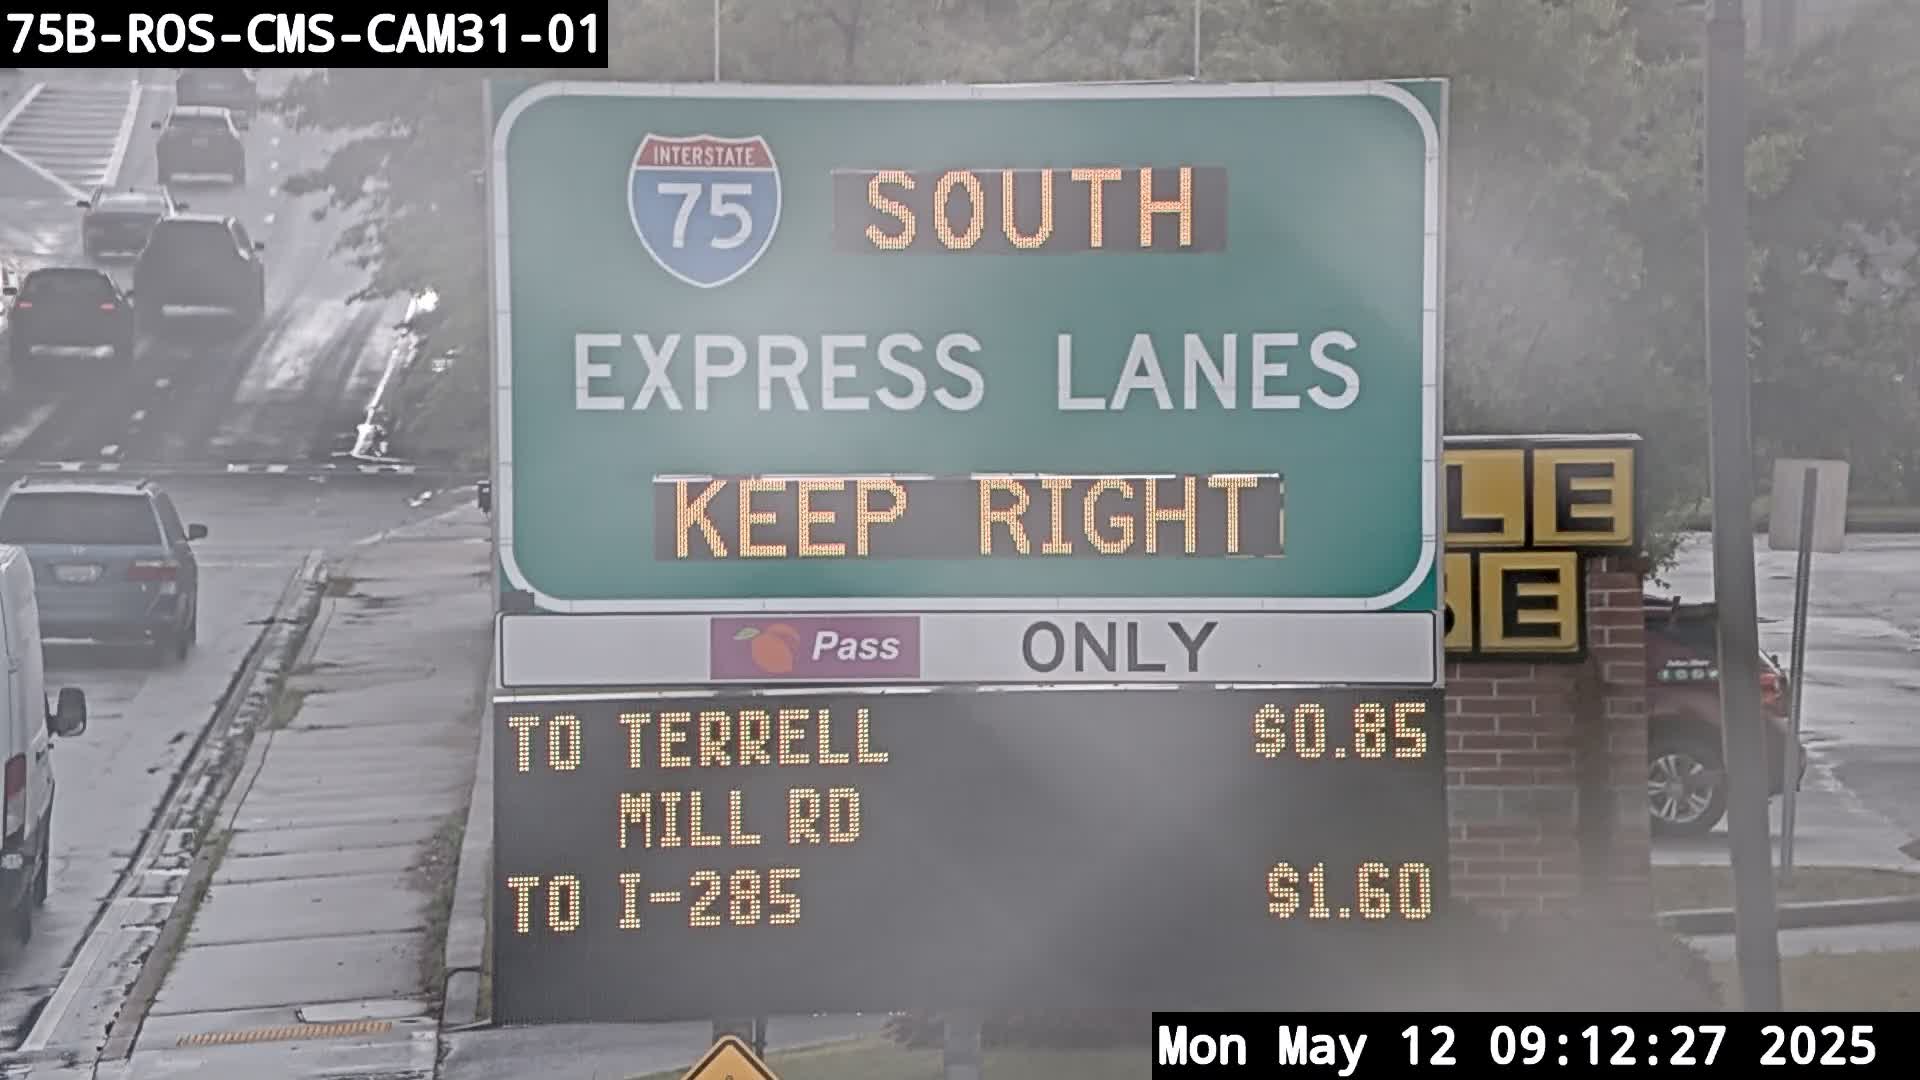 75B-ROS-CMS-CAM31-01
INTERSTATE
75
SOUTH
EXPRESS LANES
KEEP RIGHT
Pass ONLY
TO TERRELL $0.85
MILL RD
TO I-285 $1.60
LE
E
Mon May 12 09:12:27 2025